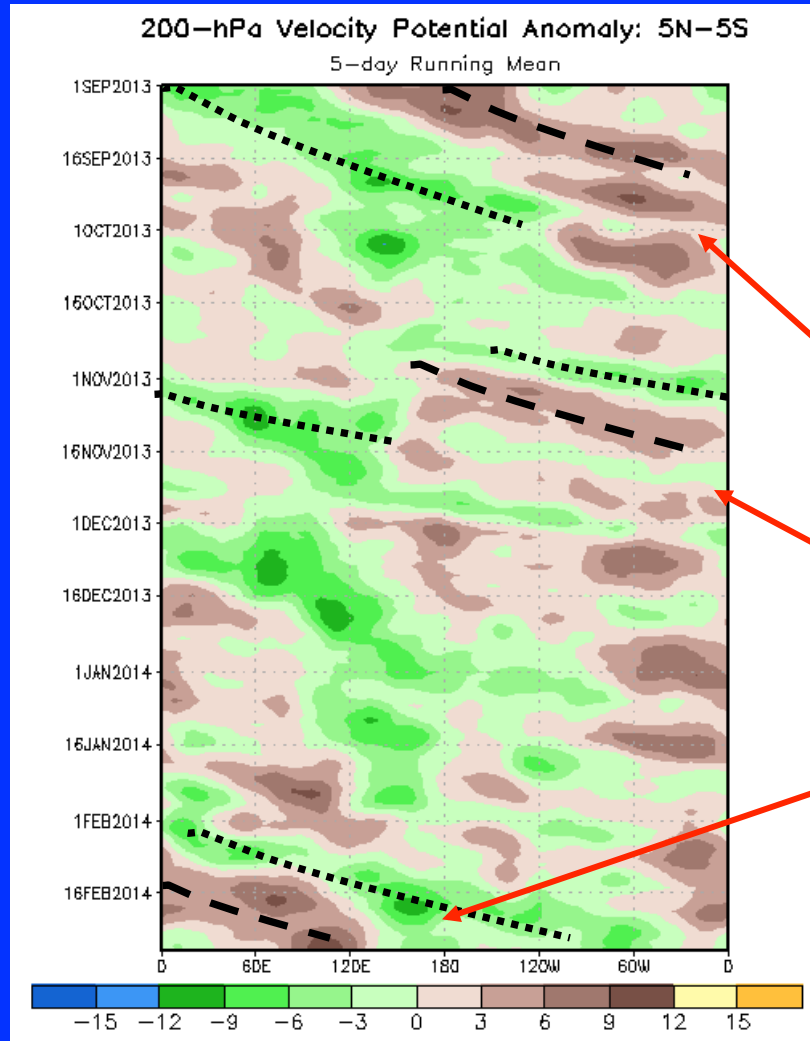 200-hPa Velocity Potential Anomaly: 5N-5S
5-day Running Mean
1SEP2013
16SEP2013
1OCT2013
16OCT2013
1NOV2013
16NOV2013
1DEC2013
16DEC2013
1JAN2014
16JAN2014
1FEB2014
16FEB2014
0 60E 120E 180 120W 60W 0
-15 -12 -9 -6 -3 0 3 6 9 12 15